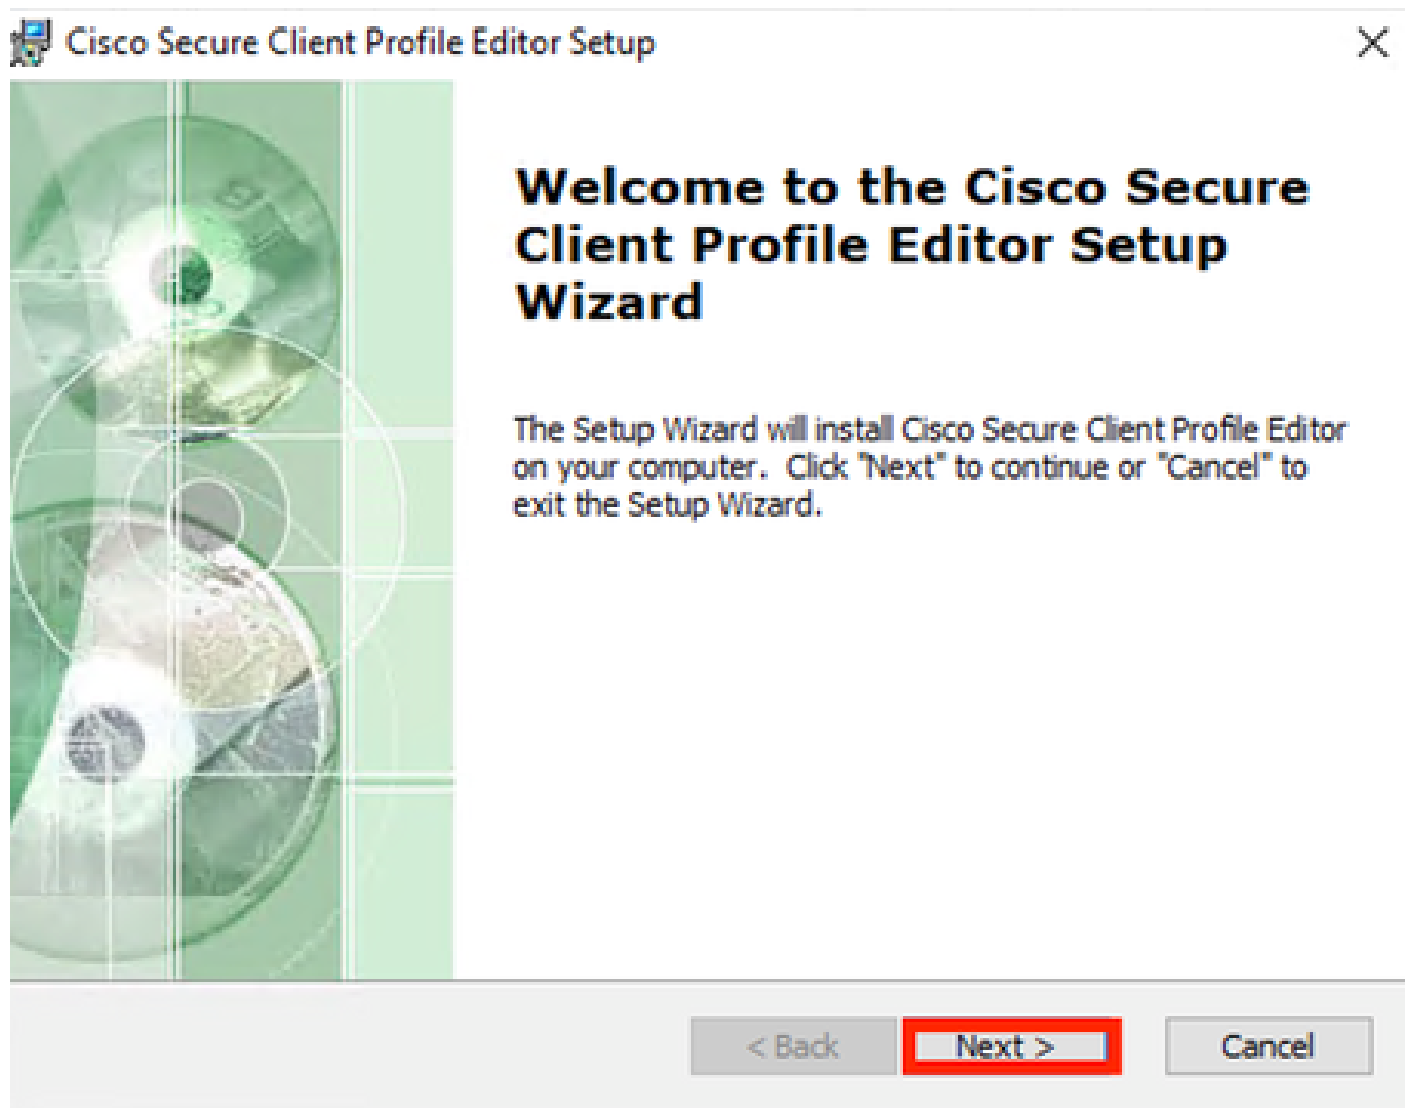 Cisco Secure Client Profile Editor Setup
Welcome to the Cisco Secure
Client Profile Editor Setup
Wizard
The Setup Wizard will install Cisco Secure Client Profile Editor
on your computer.  Click "Next" to continue or "Cancel" to
exit the Setup Wizard.
< Back
Next >
Cancel